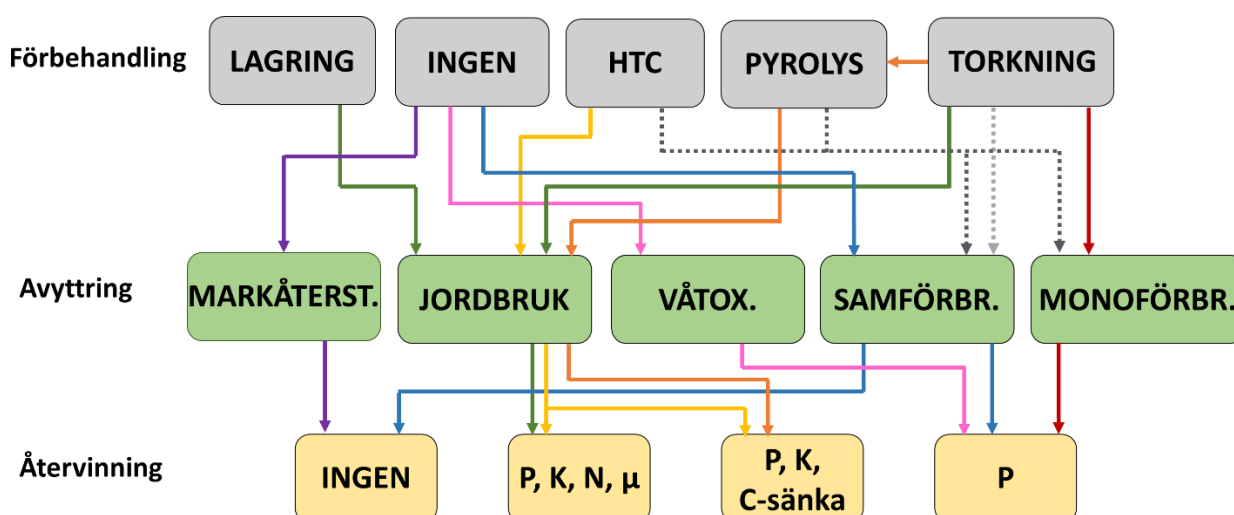 Förbehandling
LAGRING
INGEN
HTC
PYROLYS
TORKNING
Avyttring
MARKÅTERST.
JORDBRUK
VÅTOX.
SAMFÖRBR.
MONOFÖRBR.
Återvinning
INGEN
P, K, N, µ
P, K,
C-sänka
P